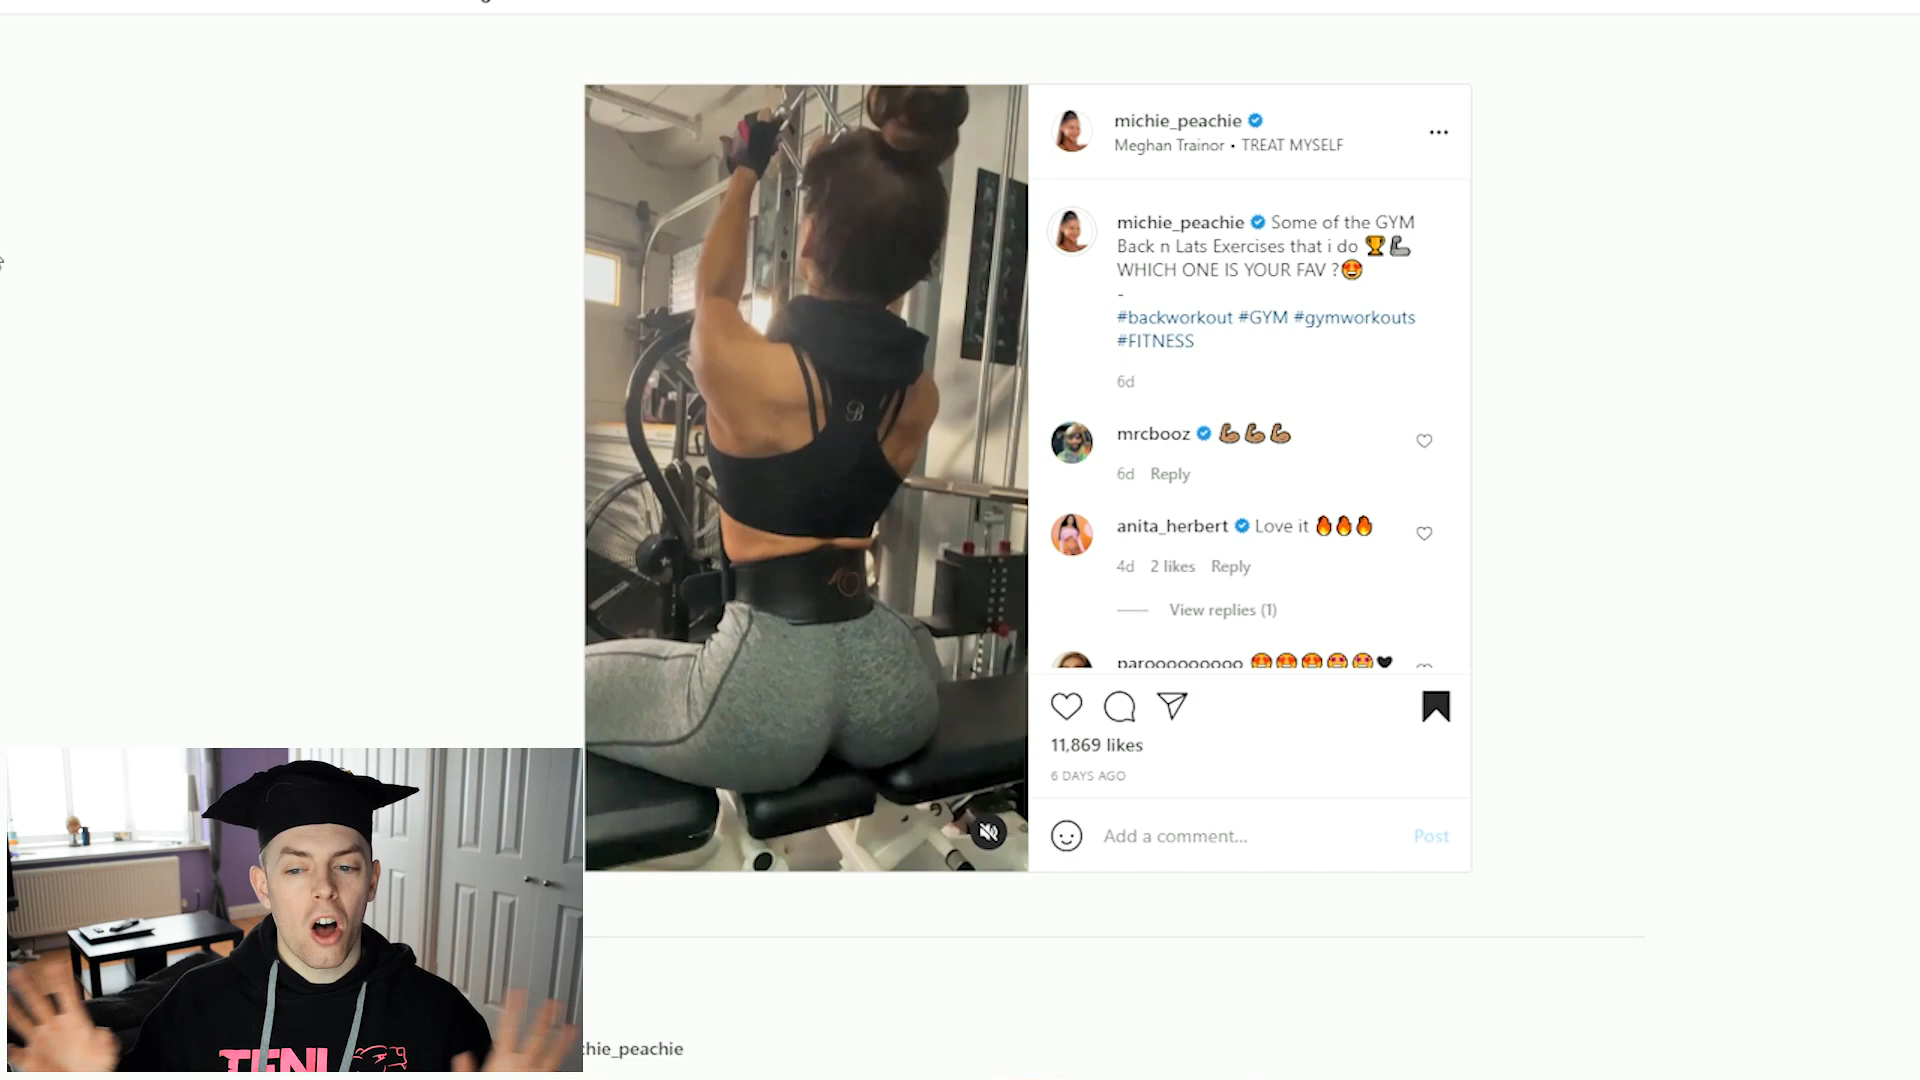 michie_peachie
Meghan Trainor • TREAT MYSELF
michie_peachie Some of the GYM
Back n Lats Exercises that i do 🏆💪
WHICH ONE IS YOUR FAV ?😍
-
#backworkout #GYM #gymworkouts
#FITNESS
6d
mrcbooz 💪🏽💪🏽💪🏽
6d Reply
anita_herbert Love it 🔥🔥🔥
4d 2 likes Reply
View replies (1)
parooooooooo 😍😍😍😍😍🖤
11,869 likes
6 DAYS AGO
Add a comment... Post
B
chie_peachie